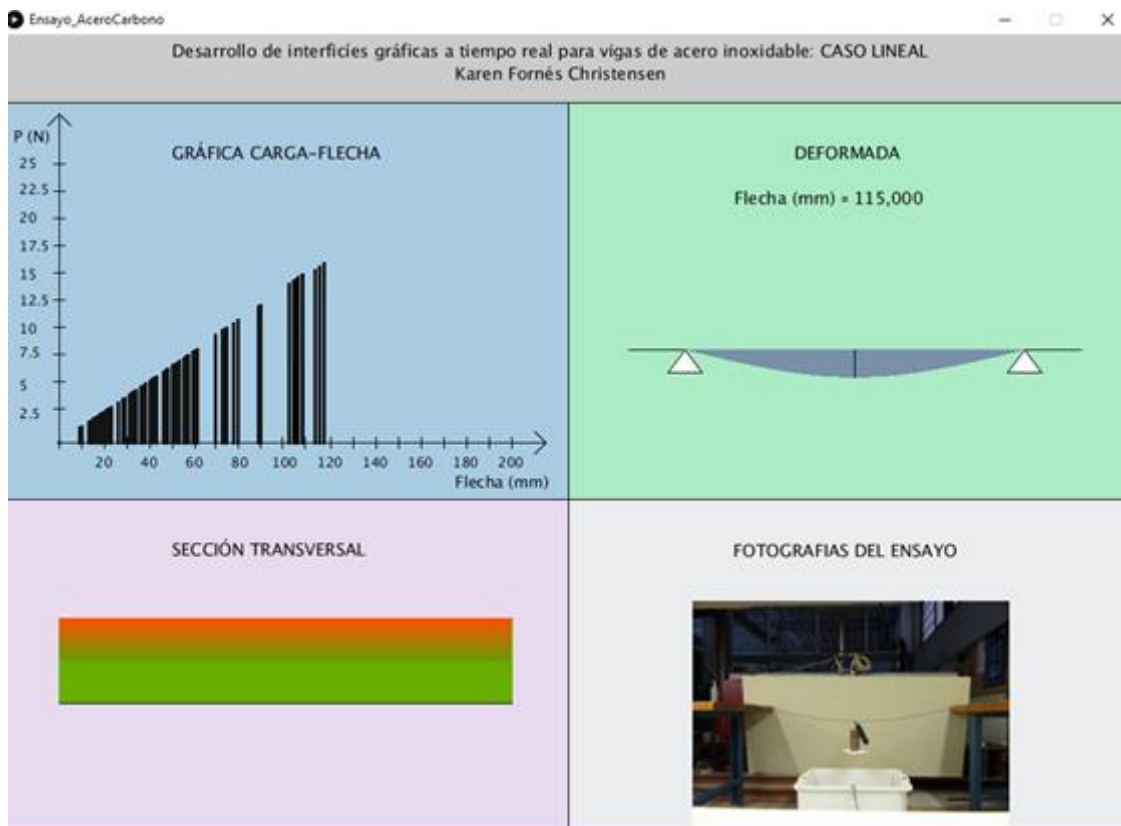 Ensayo_AceroCarbono
Desarrollo de interfícies gráficas a tiempo real para vigas de acero inoxidable: CASO LINEAL
Karen Fornés Christensen
P (N)
GRÁFICA CARGA-FLECHA
25
22.5
20
17.5
15
12.5
10
7.5
5
2.5
20 40 60 80 100 120 140 160 180 200
Flecha (mm)
DEFORMADA
Flecha (mm) = 115,000
SECCIÓN TRANSVERSAL
FOTOGRAFIAS DEL ENSAYO